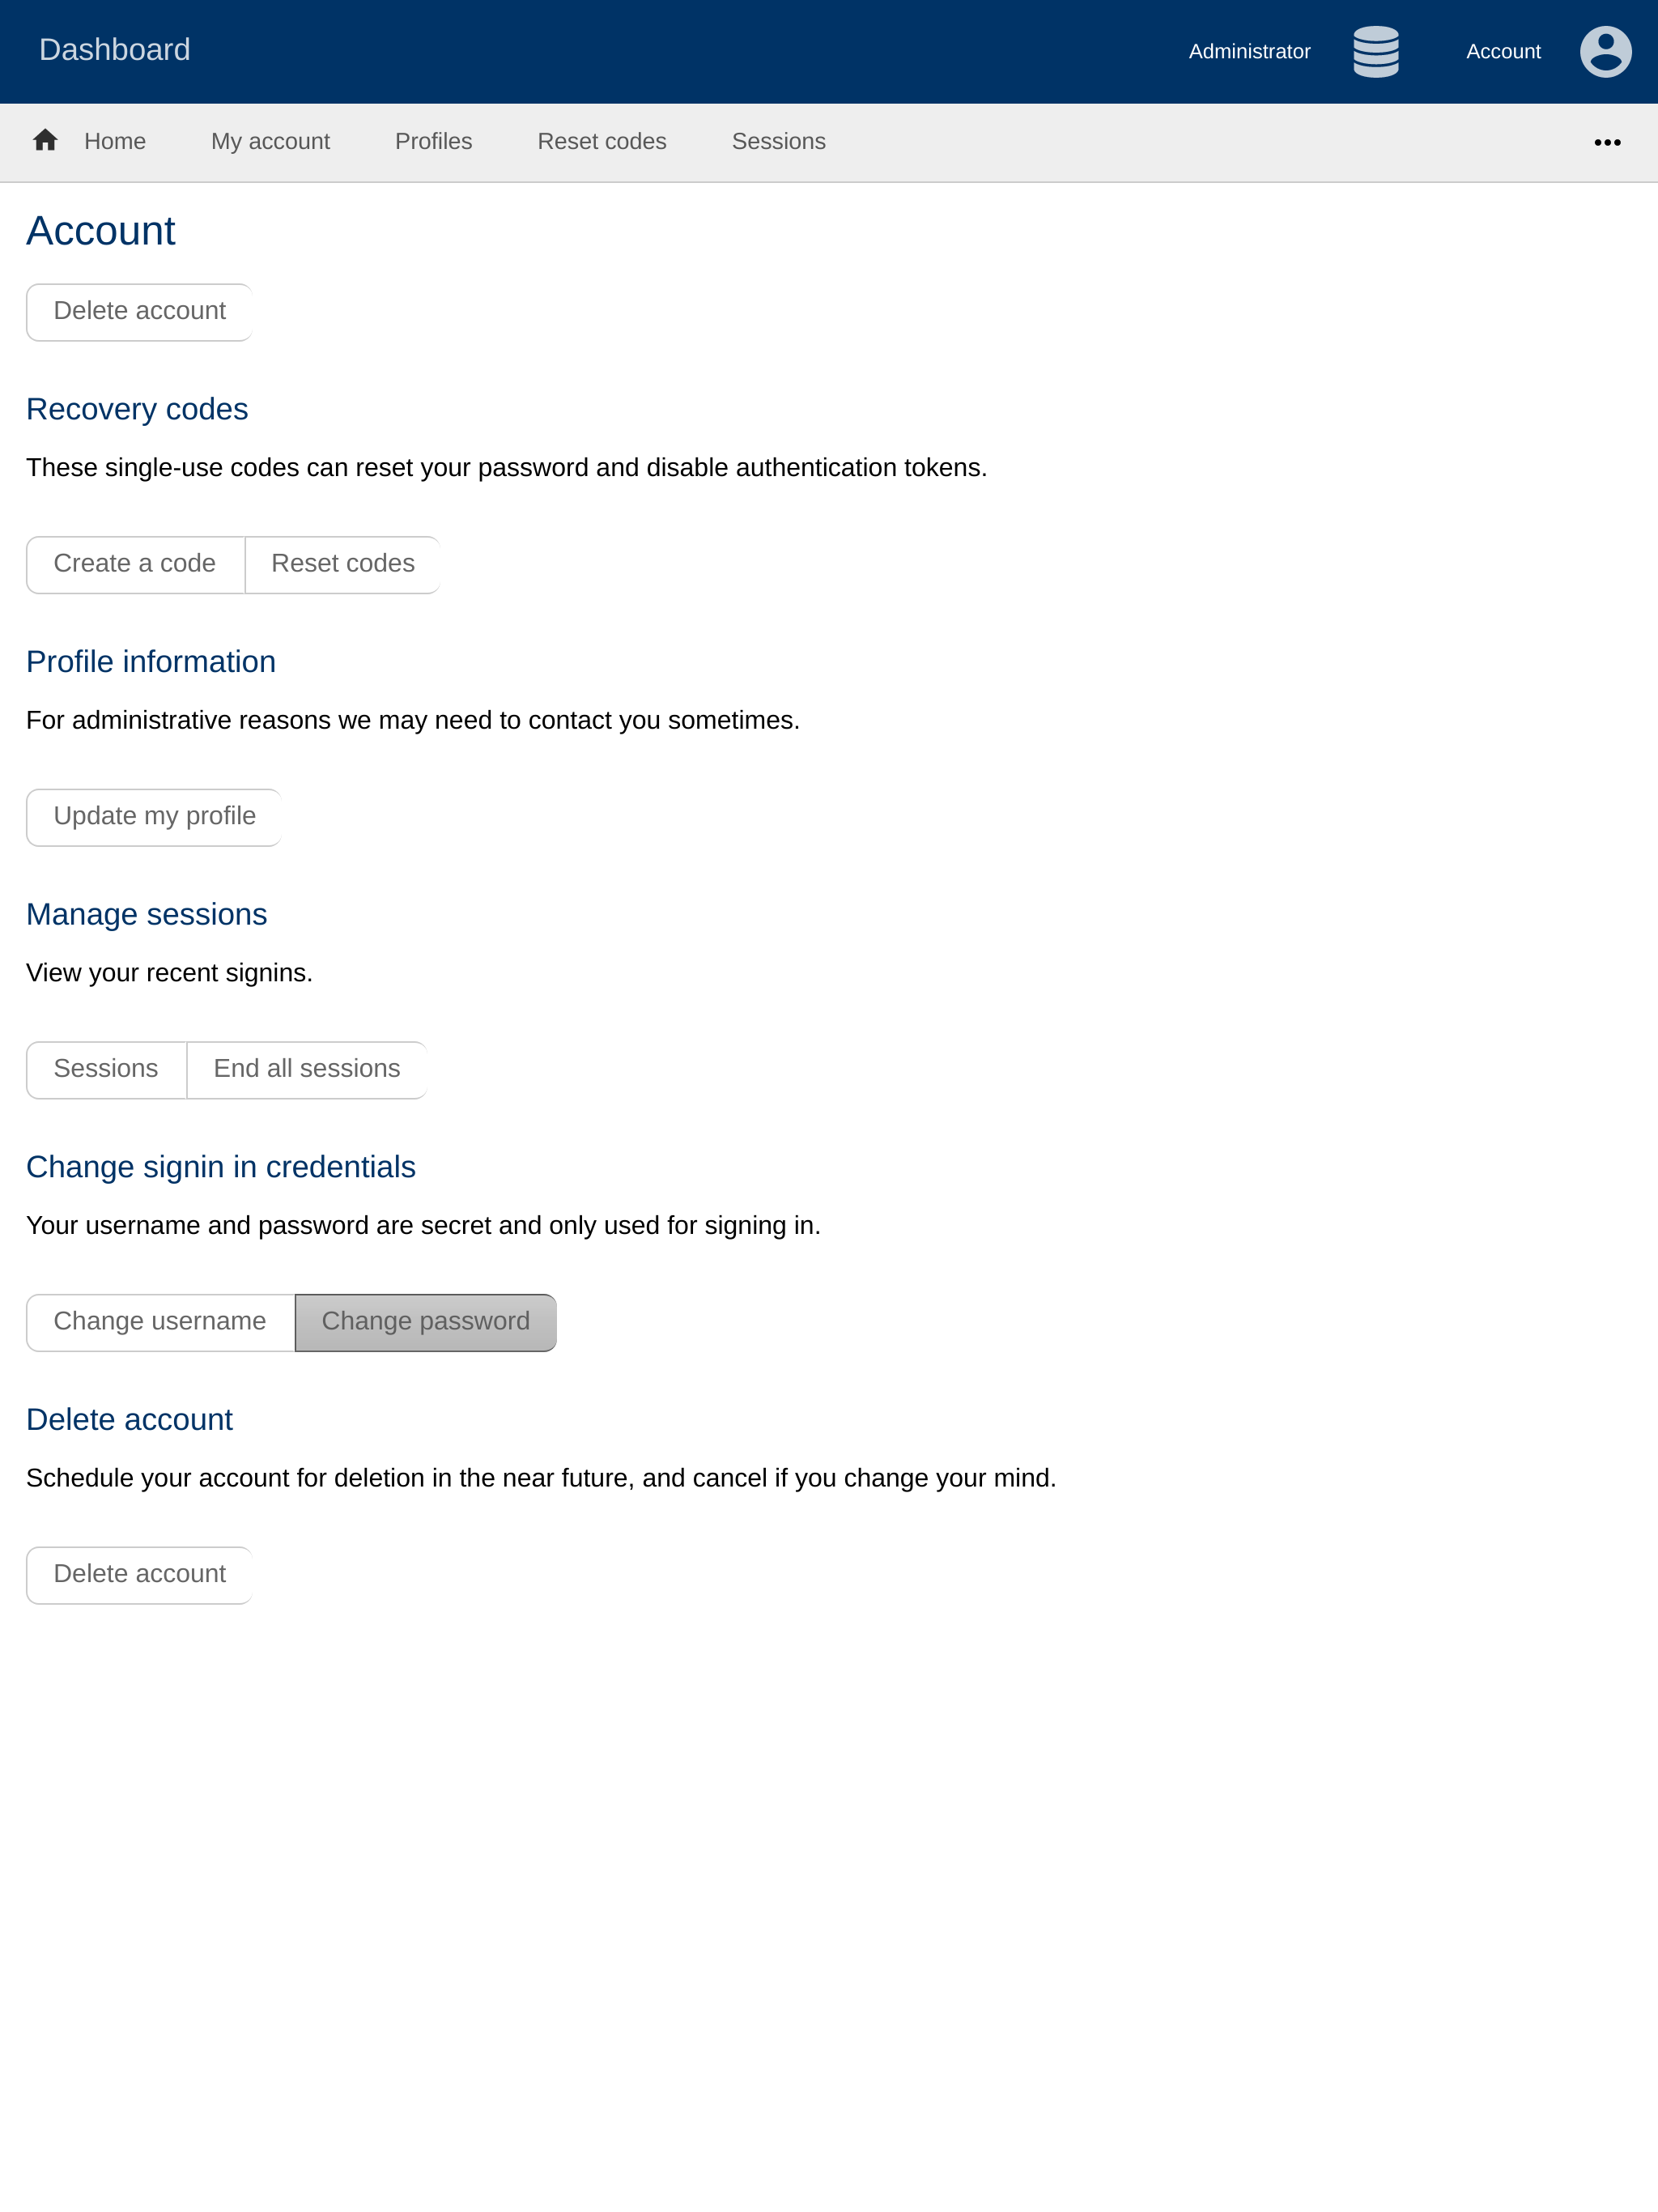 Dashboard Administrator Account
Home My account Profiles Reset codes Sessions
Account
Delete account
Recovery codes
These single-use codes can reset your password and disable authentication tokens.
Create a code Reset codes
Profile information
For administrative reasons we may need to contact you sometimes.
Update my profile
Manage sessions
View your recent signins.
Sessions End all sessions
Change signin in credentials
Your username and password are secret and only used for signing in.
Change username Change password
Delete account
Schedule your account for deletion in the near future, and cancel if you change your mind.
Delete account